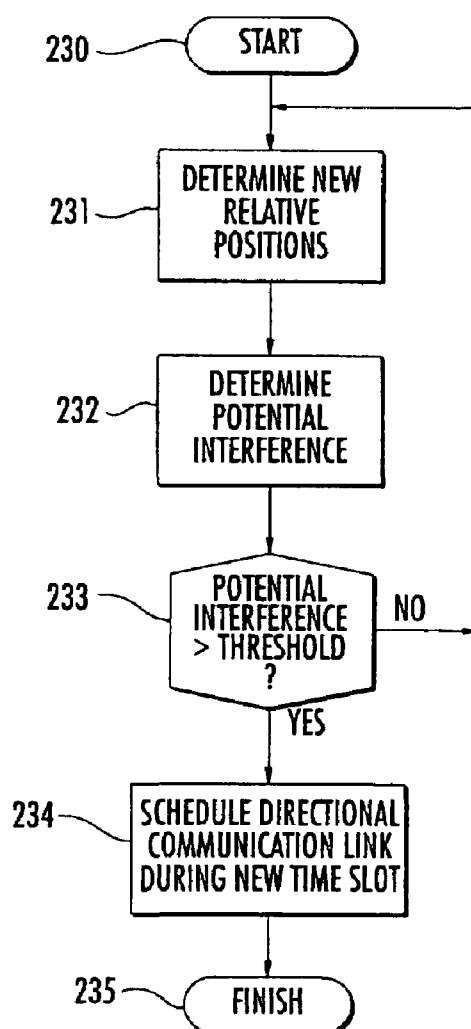 230
START
231
DETERMINE NEW
RELATIVE
POSITIONS
232
DETERMINE
POTENTIAL
INTERFERENCE
233
POTENTIAL
INTERFERENCE
> THRESHOLD
?
NO
YES
234
SCHEDULE DIRECTIONAL
COMMUNICATION LINK
DURING NEW TIME SLOT
235
FINISH